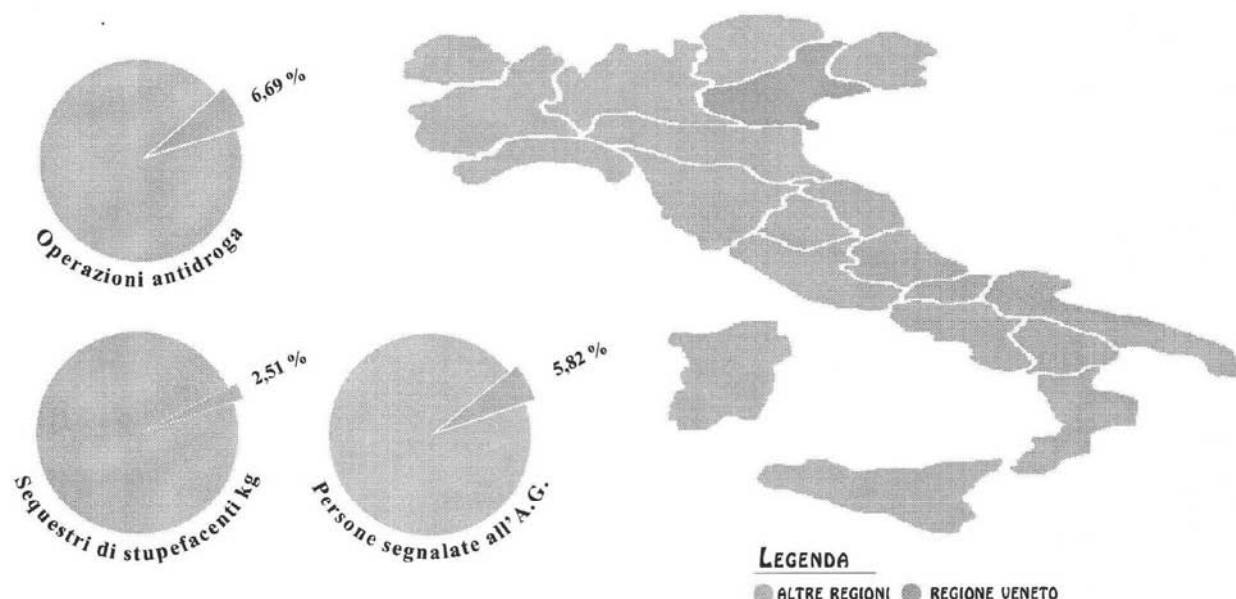 6,69 %
Operazioni antidroga
2,51 %
Sequestri di stupefacenti kg
5,82 %
Persone segnalate all'A.G.
LEGENDA
ALTRE REGIONI REGIONE VENETO